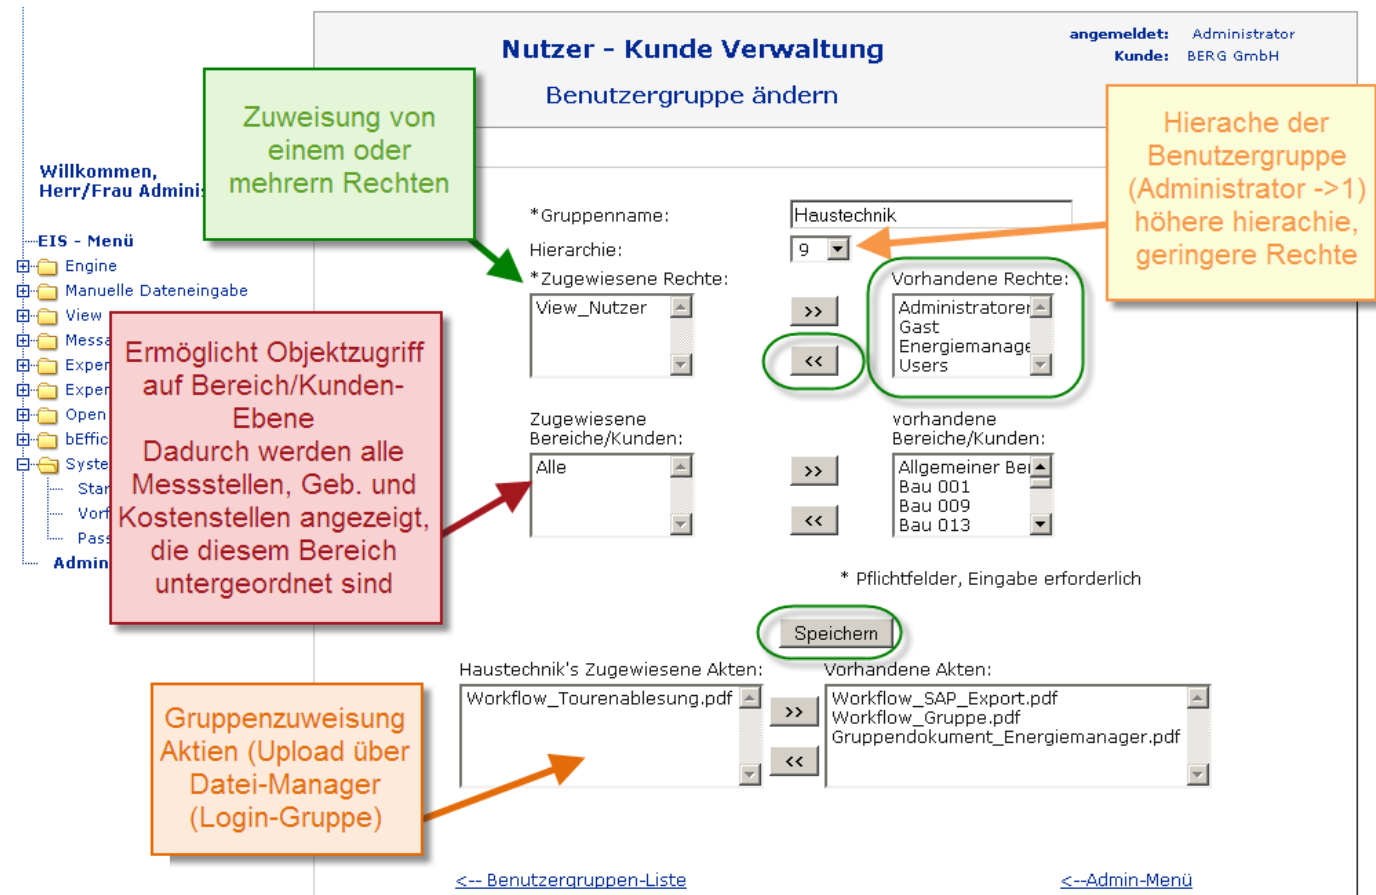 Nutzer - Kunde Verwaltung
angemeldet: Administrator
Kunde: BERG GmbH
Benutzergruppe ändern
Zuweisung von
einem oder
mehrern Rechten
Hierache der
Benutzergruppe
(Administrator ->1)
höhere hierachie,
geringere Rechte
Willkommen,
Herr/Frau
EIS - Menü
Engine
Manuelle Dateneingabe
View
Open
*Gruppenname:
Haustechnik
Hierarchie:
9
*Zugewiesene Rechte:
Vorhandene Rechte:
View_Nutzer
>>
<<
Gast
Users
Ermöglicht Objektzugriff
auf Bereich/Kunden-
Ebene
Dadurch werden alle
Messstellen, Geb. und
Kostenstellen angezeigt,
die diesem Bereich
untergeordnet sind
Zugewiesene
Bereiche/Kunden:
vorhandene
Bereiche/Kunden:
Alle
>>
<<
Allgemeiner
Bau 001
Bau 009
Bau 013
* Pflichtfelder, Eingabe erforderlich
Speichern
Haustechnik's Zugewiesene Akten:
Vorhandene Akten:
Workflow_Tourenablesung.pdf
>>
<<
Workflow_SAP_Export.pdf
Workflow_Gruppe.pdf
Gruppendokument_Energiemanager.pdf
Gruppenzuweisung
Aktien (Upload über
Datei-Manager
(Login-Gruppe)
<-- Benutzergruppen-Liste
<--Admin-Menü